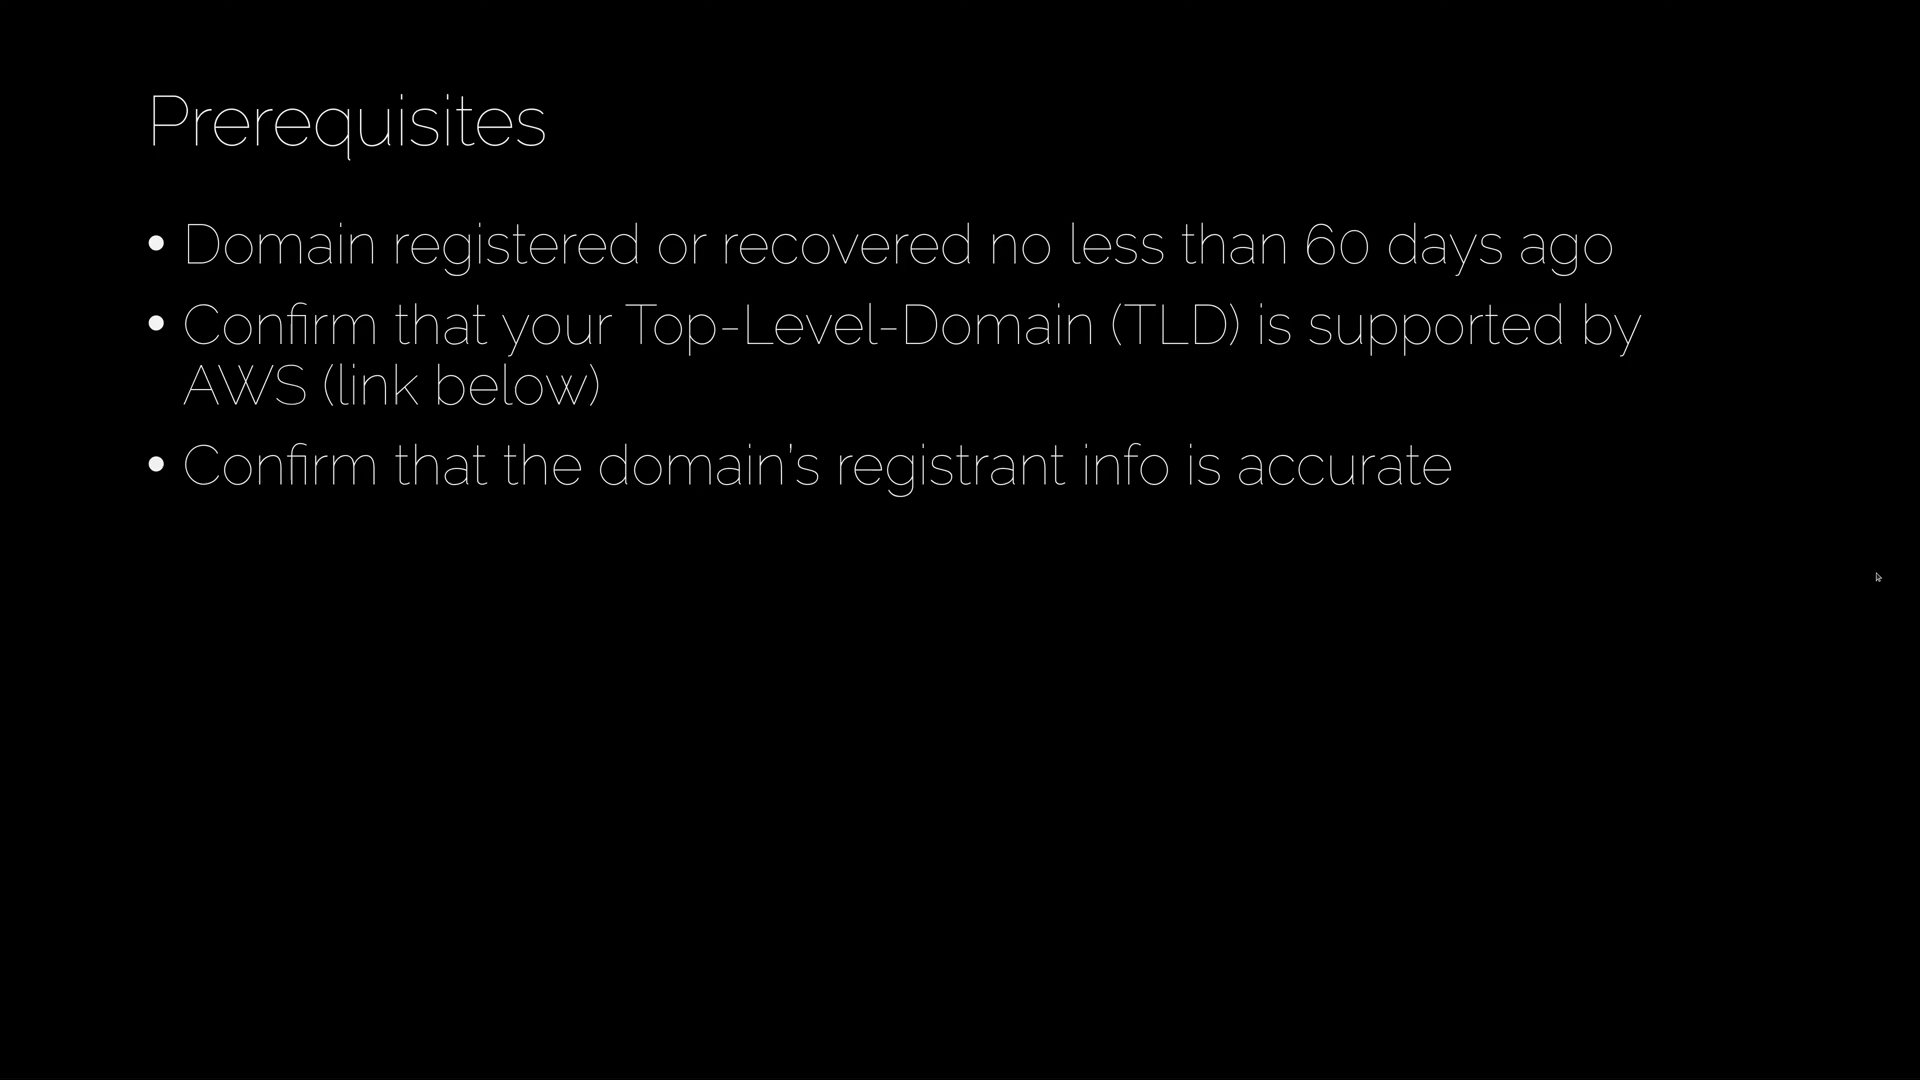 Prerequisites
• Domain registered or recovered no less than 60 days ago
• Confirm that your Top-Level-Domain (TLD) is supported by
AWS (link below)
• Confirm that the domain's registrant info is accurate